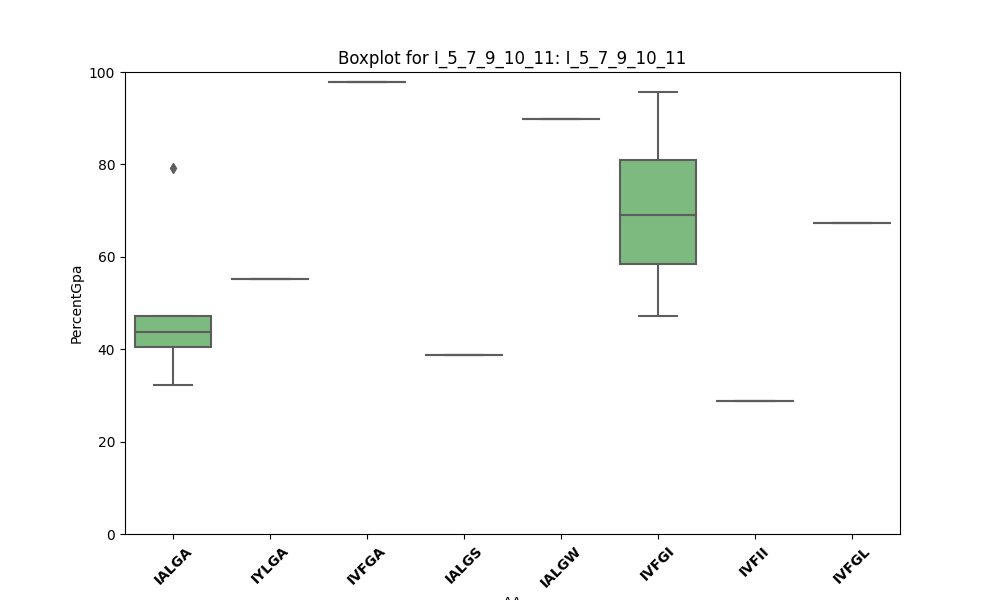 Boxplot for I_5_7_9_10_11: I_5_7_9_10_11
PercentGpa
100
80
60
40
20
0
IALGA
IYLGA
IVFGA
IALGS
IALGW
IVFGI
IVFII
IVFGL